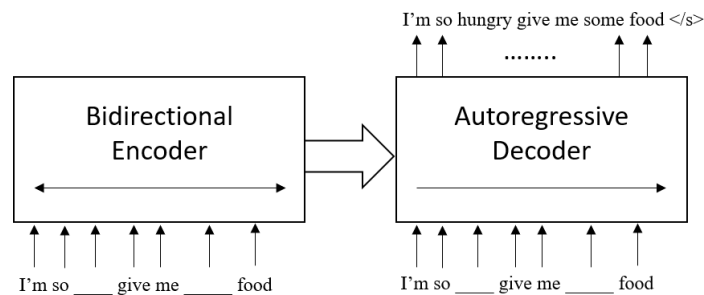 I'm so hungry give me some food </s>
........
Bidirectional
Encoder
Autoregressive
Decoder
I'm so ____ give me _____ food
I'm so ____ give me _____ food